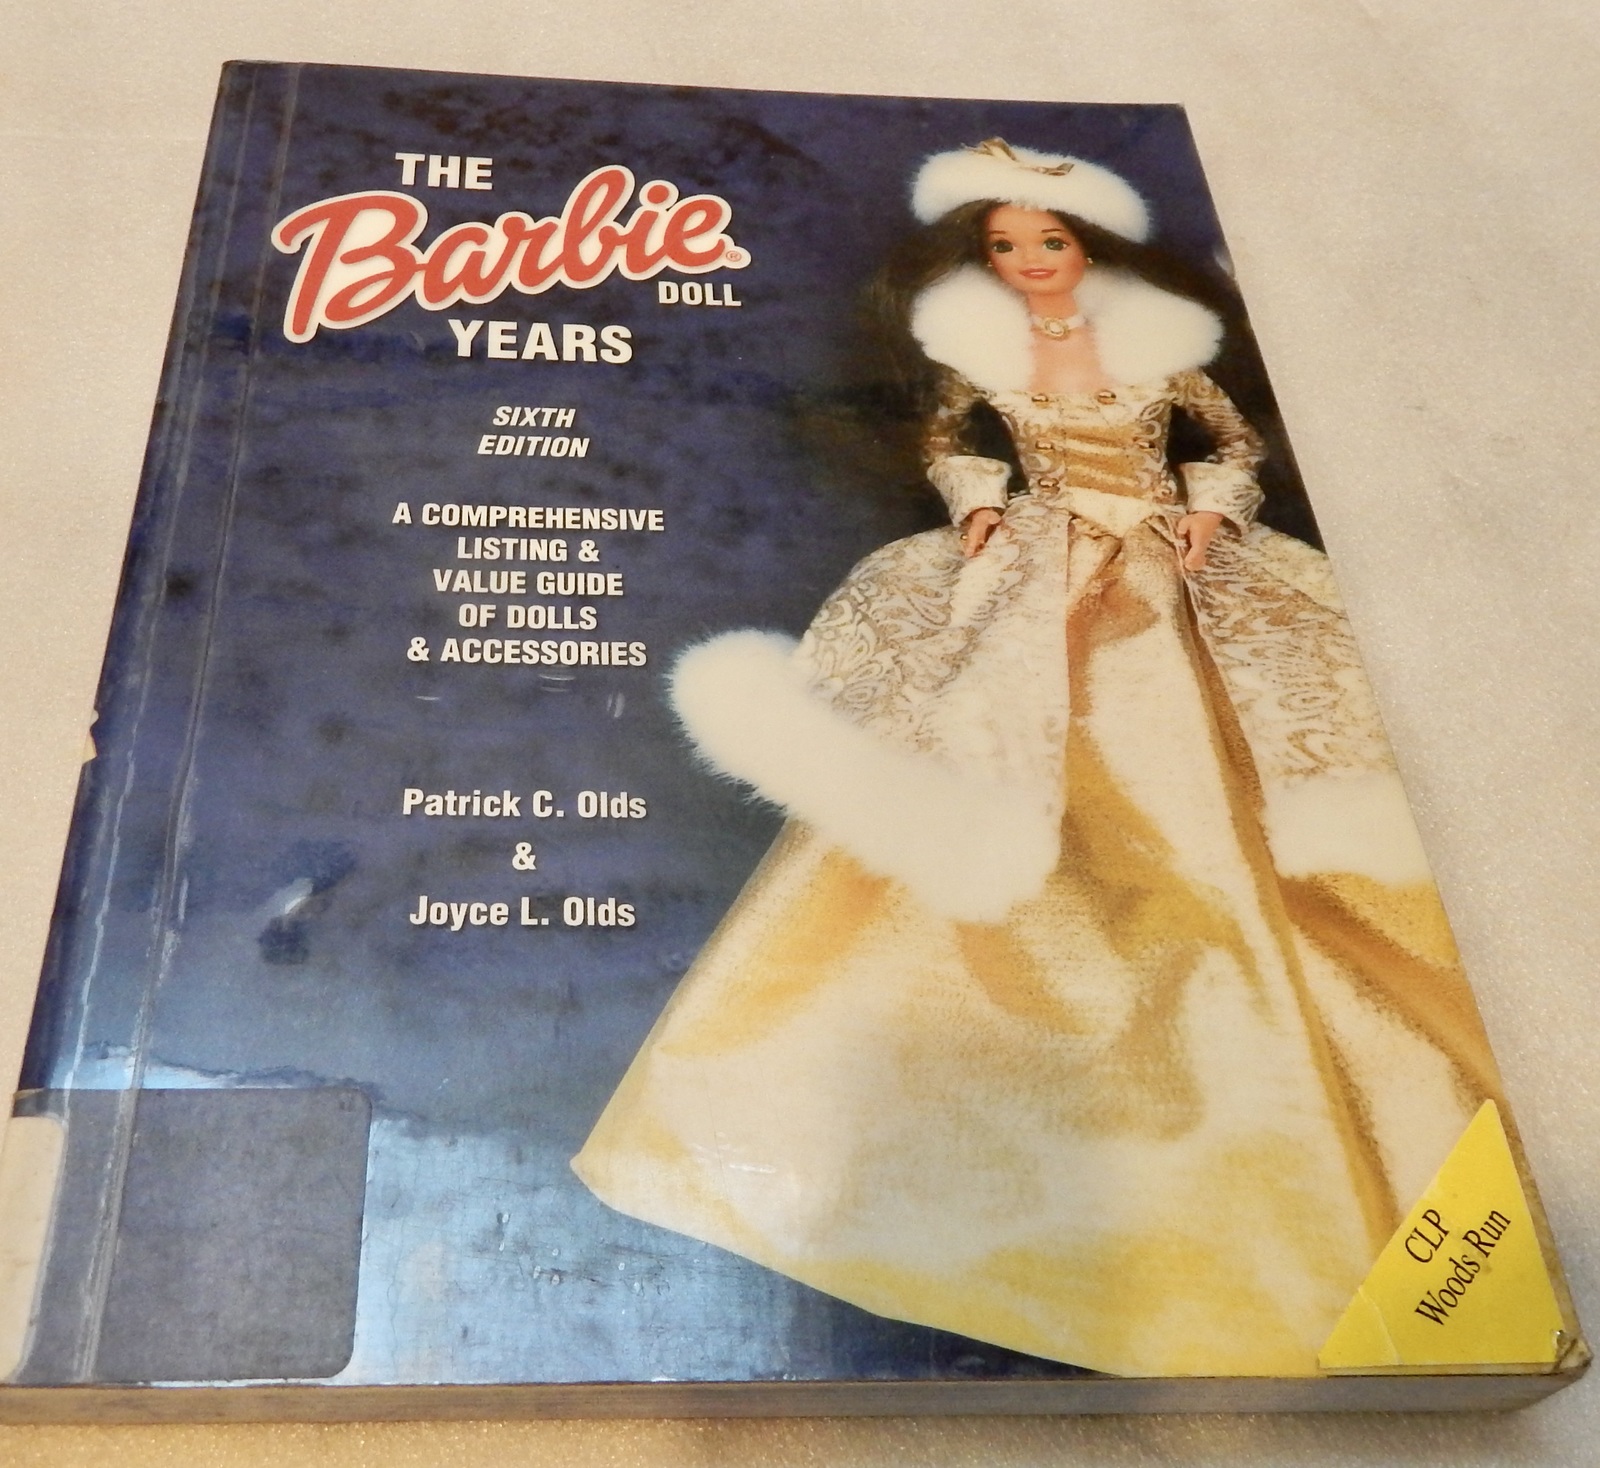 THE
Barbie®
DOLL
YEARS
SIXTH
EDITION
A COMPREHENSIVE
LISTING &
VALUE GUIDE
OF DOLLS
& ACCESSORIES
Patrick C. Olds
&
Joyce L. Olds
CLP
Woods Run